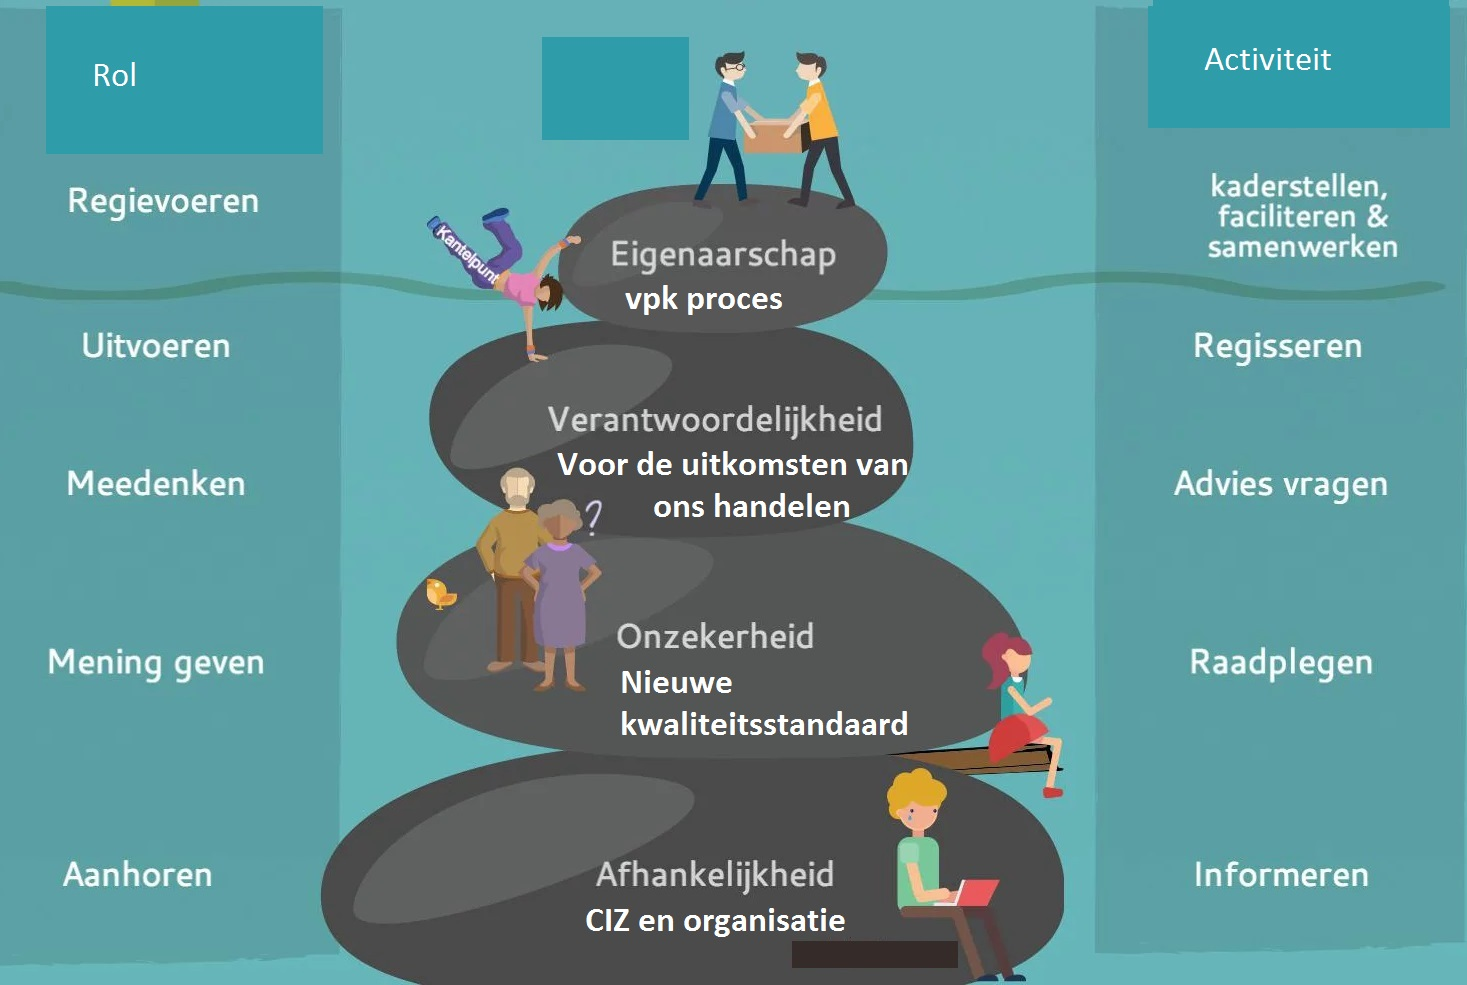 Rol
Activiteit
Regievoeren
kaderstellen,
faciliteren &
samenwerken
Kantelpunt
Eigenaarschap
vpk proces
Uitvoeren
Regisseren
Verantwoordelijkheid
Voor de uitkomsten van
ons handelen
Meedenken
Advies vragen
?
Onzekerheid
Nieuwe
kwaliteitsstandaard
Mening geven
Raadplegen
Aanhoren
Afhankelijkheid
CIZ en organisatie
Informeren